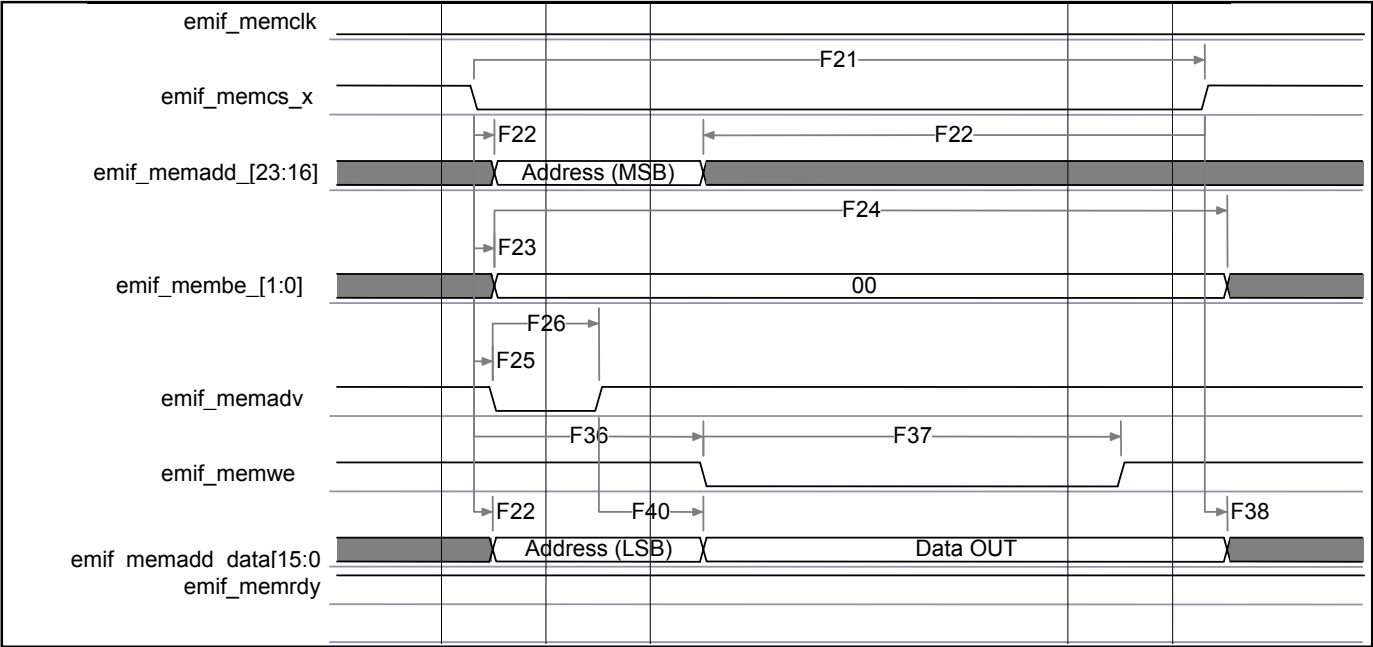 emif_memclk
F21
emif_memcs_x
F22 F22
emif_memadd_[23:16] Address (MSB)
F24
F23
emif_membe_[1:0] 00
F26
F25
emif_memadv
F36 F37
emif_memwe
F22 F40 F38
emif_memadd_data[15:0 Address (LSB) Data OUT
emif_memrdy